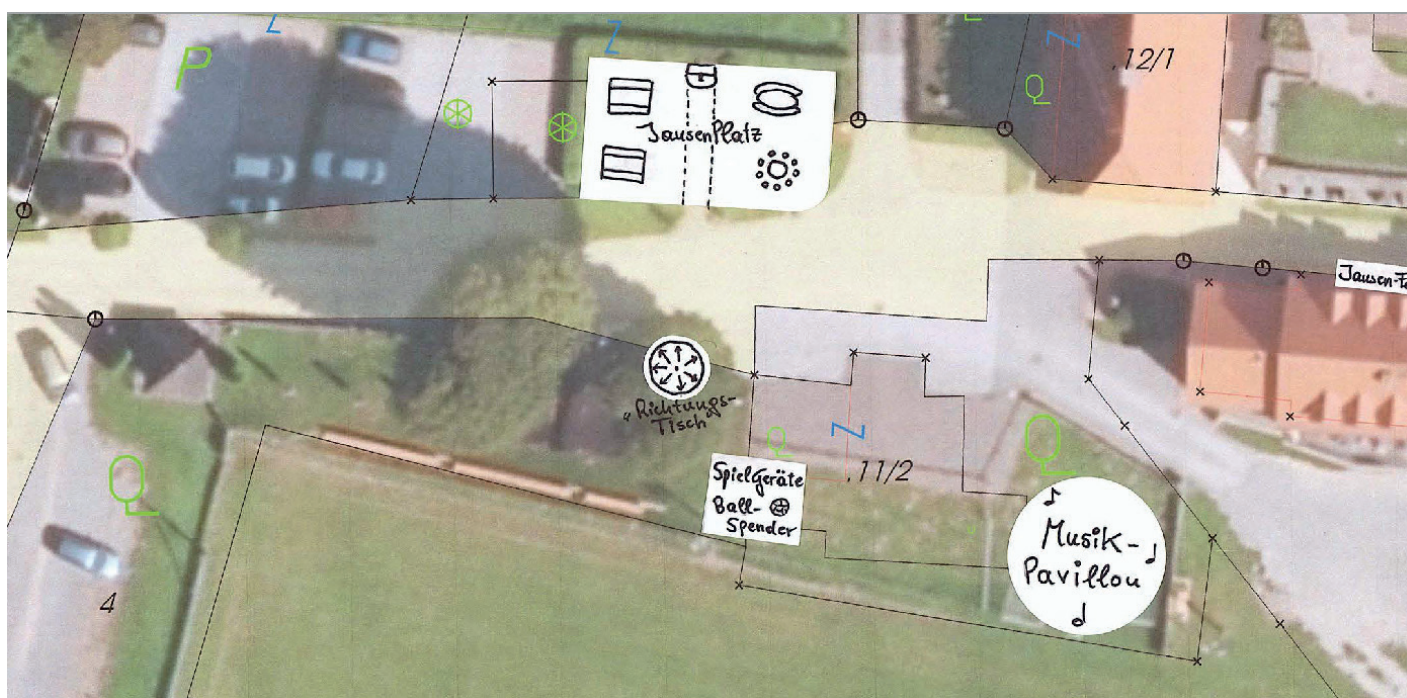 P
Z
Z
Z
.12/1
Q
JausenPlatz
Jausen-
"Richtungs-
Tisch"
Z
Q
Q
Q
.11/2
SpielGeräte
Ball-
Spender
Musik-
Pavillon
4